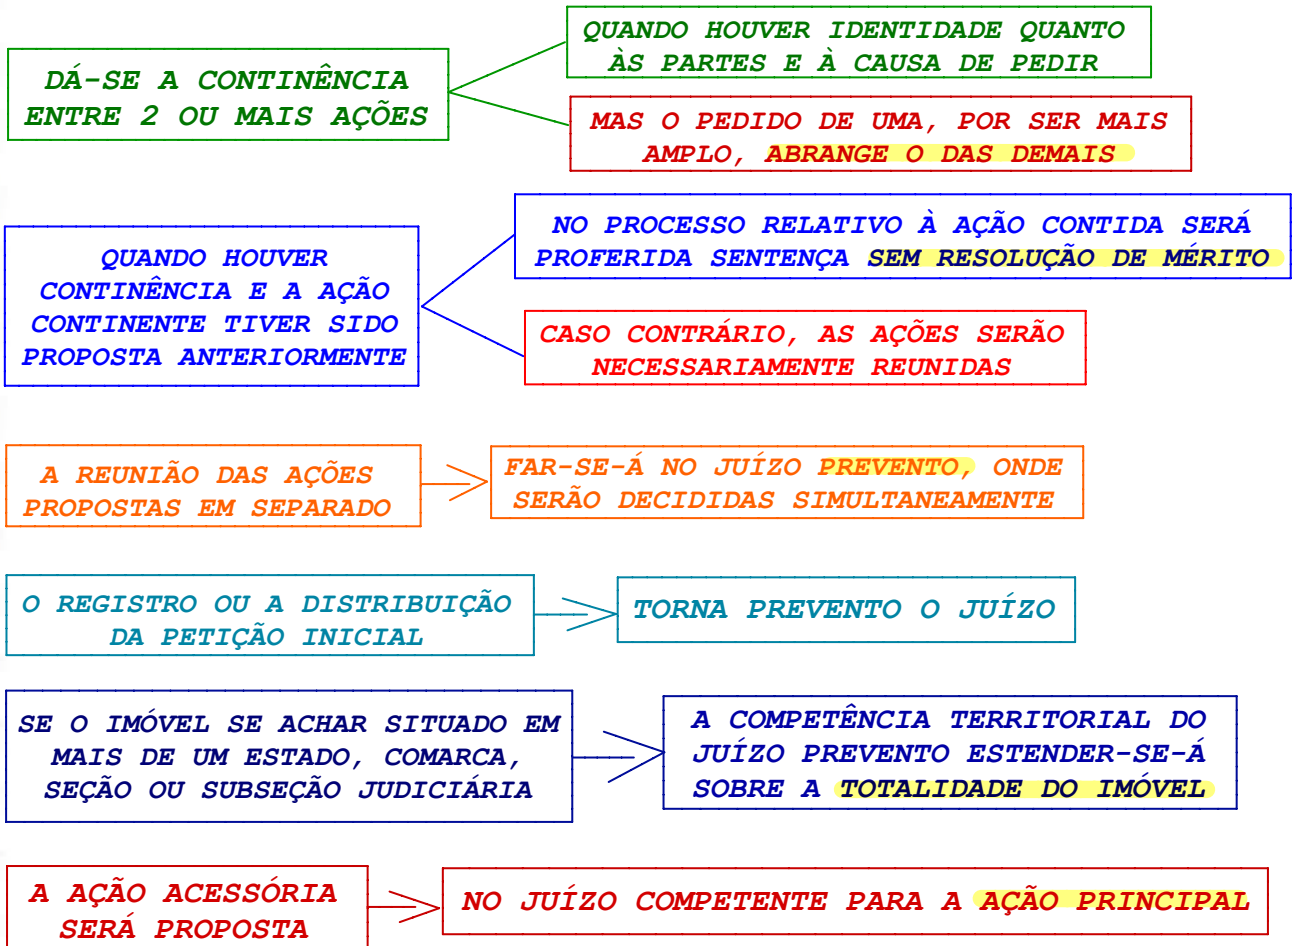 DÁ-SE A CONTINÊNCIA
ENTRE 2 OU MAIS AÇÕES
QUANDO HOUVER IDENTIDADE QUANTO
ÀS PARTES E À CAUSA DE PEDIR
MAS O PEDIDO DE UMA, POR SER MAIS
AMPLO, ABRANGE O DAS DEMAIS
QUANDO HOUVER
CONTINÊNCIA E A AÇÃO
CONTINENTE TIVER SIDO
PROPOSTA ANTERIORMENTE
NO PROCESSO RELATIVO À AÇÃO CONTIDA SERÁ
PROFERIDA SENTENÇA SEM RESOLUÇÃO DE MÉRITO
CASO CONTRÁRIO, AS AÇÕES SERÃO
NECESSARIAMENTE REUNIDAS
A REUNIÃO DAS AÇÕES
PROPOSTAS EM SEPARADO
FAR-SE-Á NO JUÍZO PREVENTO, ONDE
SERÃO DECIDIDAS SIMULTANEAMENTE
O REGISTRO OU A DISTRIBUIÇÃO
DA PETIÇÃO INICIAL
TORNA PREVENTO O JUÍZO
SE O IMÓVEL SE ACHAR SITUADO EM
MAIS DE UM ESTADO, COMARCA,
SEÇÃO OU SUBSEÇÃO JUDICIÁRIA
A COMPETÊNCIA TERRITORIAL DO
JUÍZO PREVENTO ESTENDER-SE-Á
SOBRE A TOTALIDADE DO IMÓVEL
A AÇÃO ACESSÓRIA
SERÁ PROPOSTA
NO JUÍZO COMPETENTE PARA A AÇÃO PRINCIPAL